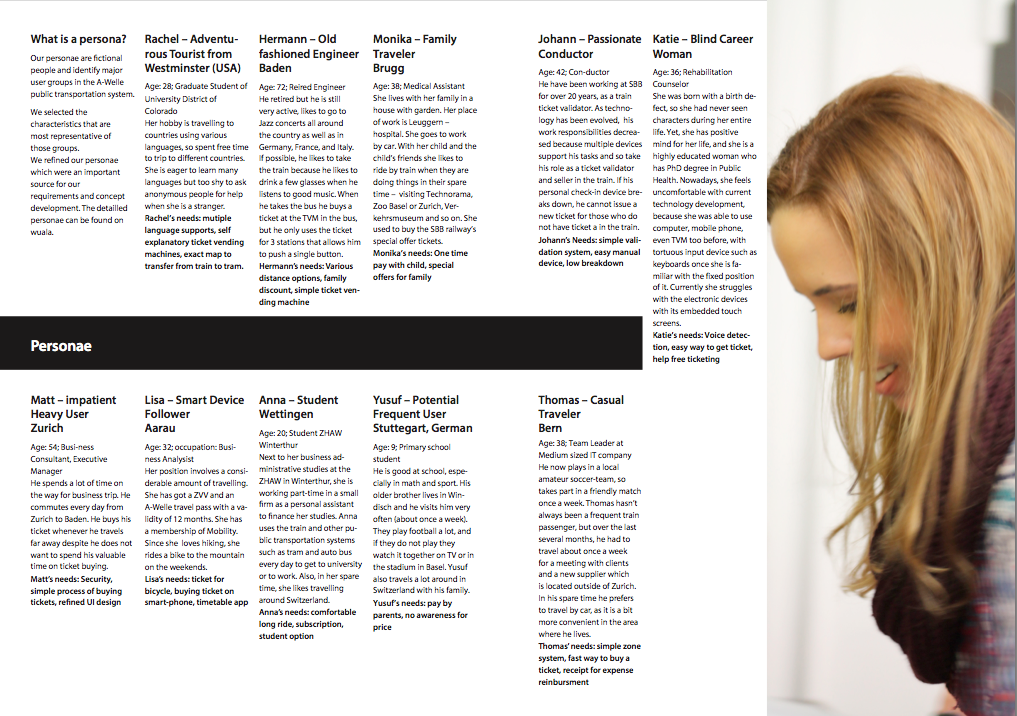 What is a persona?
Our personae are fictional
people and identify major
user groups in the A-Welle
public transportation system.
We selected the
characteristics that are
most representative of
those groups.
We refined our personae
which were an important
source for our
requirements and concept
development. The detailled
personae can be found on
wuala.
Rachel – Adventu-
rous Tourist from
Westminster (USA)
Age: 28; Graduate Student of
University District of
Colorado
Her hobby is travelling to
countries using various
languages, so spent free time
to trip to different countries.
She is eager to learn many
languages but too shy to ask
anonymous people for help
when she is a stranger.
Rachel's needs: mutiple
language supports, self
explanatory ticket vending
machines, exact map to
transfer from train to tram.
Hermann – Old
fashioned Engineer
Baden
Age: 72; Reired Engineer
He retired but he is still
very active, likes to go to
Jazz concerts all around
the country as well as in
Germany, France, and Italy.
If possible, he likes to take
the train because he likes to
drink a few glasses when he
listens to good music. When
he takes the bus he buys a
ticket at the TVM in the bus,
but he only uses the ticket
for 3 stations that allows him
to push a single button.
Hermann's needs: Various
distance options, family
discount, simple ticket ven-
ding machine
Monika – Family
Traveler
Brugg
Age: 38; Medical Assistant
She lives with her family in a
house with garden. Her place
of work is Leuggern –
hospital. She goes to work
by car. With her child and the
child's friends she likes to
ride by train when they are
doing things in their spare
time – visiting Technorama,
Zoo Basel or Zurich, Ver-
kehrsmuseum and so on. She
used to buy the SBB railway's
special offer tickets.
Monika's needs: One time
pay with child, special
offers for family
Johann – Passionate
Conductor
Age: 42; Con-ductor
He have been working at SBB
for over 20 years, as a train
ticket validator. As techno-
logy has been evolved, his
work responsibilities decrea-
sed because multiple devices
support his tasks and so take
his role as a ticket validator
and seller in the train. If his
personal check-in device bre-
aks down, he cannot issue a
new ticket for those who do
not have ticket a in the train.
Johann's Needs: simple vali-
dation system, easy manual
device, low breakdown
Katie – Blind Career
Woman
Age: 36; Rehabilitation
Counselor
She was born with a birth de-
fect, so she had never seen
characters during her entire
life. Yet, she has positive
mind for her life, and she is a
highly educated woman who
has PhD degree in Public
Health. Nowadays, she feels
uncomfortable with current
technology development,
because she was able to use
computer, mobile phone,
even TVM too before, with
tortuous input device such as
keyboards once she is fa-
miliar with the fixed position
of it. Currently she struggles
with the electronic devices
with its embedded touch
screens.
Katie's needs: Voice detec-
tion, easy way to get ticket,
help free ticketing
Personae
Matt – impatient
Heavy User
Zurich
Age: 54; Busi-ness
Consultant, Executive
Manager
He spends a lot of time on
the way for business trip. He
commutes every day from
Zurich to Baden. He buys his
ticket whenever he travels
far away despite he does not
want to spend his valuable
time on ticket buying.
Matt's needs: Security,
simple process of buying
tickets, refined UI design
Lisa – Smart Device
Follower
Aarau
Age: 32; occupation: Busi-
ness Analysist
Her position involves a consi-
derable amount of travelling.
She has got a ZVV and an
A-Welle travel pass with a va-
lidity of 12 months. She has
a membership of Mobility.
Since she loves hiking, she
rides a bike to the mountain
on the weekends.
Lisa's needs: ticket for
bicycle, buying ticket on
smart-phone, timetable app
Anna – Student
Wettingen
Age: 20; Student ZHAW
Winterthur
Next to her business ad-
ministrative studies at the
ZHAW in Winterthur, she is
working part-time in a small
firm as a personal assistant
to finance her studies. Anna
uses the train and other pu-
blic transportation systems
such as tram and auto bus
every day to get to university
or to work. Also, in her spare
time, she likes travelling
around Switzerland.
Anna's needs: comfortable
long ride, subscription,
student option
Yusuf – Potential
Frequent User
Stuttegart, German
Age: 9; Primary school
student
He is good at school, espe-
cially in math and sport. His
older brother lives in Win-
disch and he visits him very
often (about once a week).
They play football a lot, and
if they do not play they
watch it together on TV or in
the stadium in Basel. Yusuf
also travels a lot around in
Switzerland with his family.
Yusuf's needs: pay by
parents, no awareness for
price
Thomas – Casual
Traveler
Bern
Age: 38; Team Leader at
Medium sized IT company
He now plays in a local
amateur soccer-team, so
takes part in a friendly match
once a week. Thomas hasn't
always been a frequent train
passenger, but over the last
several months, he had to
travel about once a week
for a meeting with clients
and a new supplier which
is located outside of Zurich.
In his spare time he prefers
to travel by car, as it is a bit
more convenient in the area
where he lives.
Thomas' needs: simple zone
system, fast way to buy a
ticket, receipt for expense
reinbursment